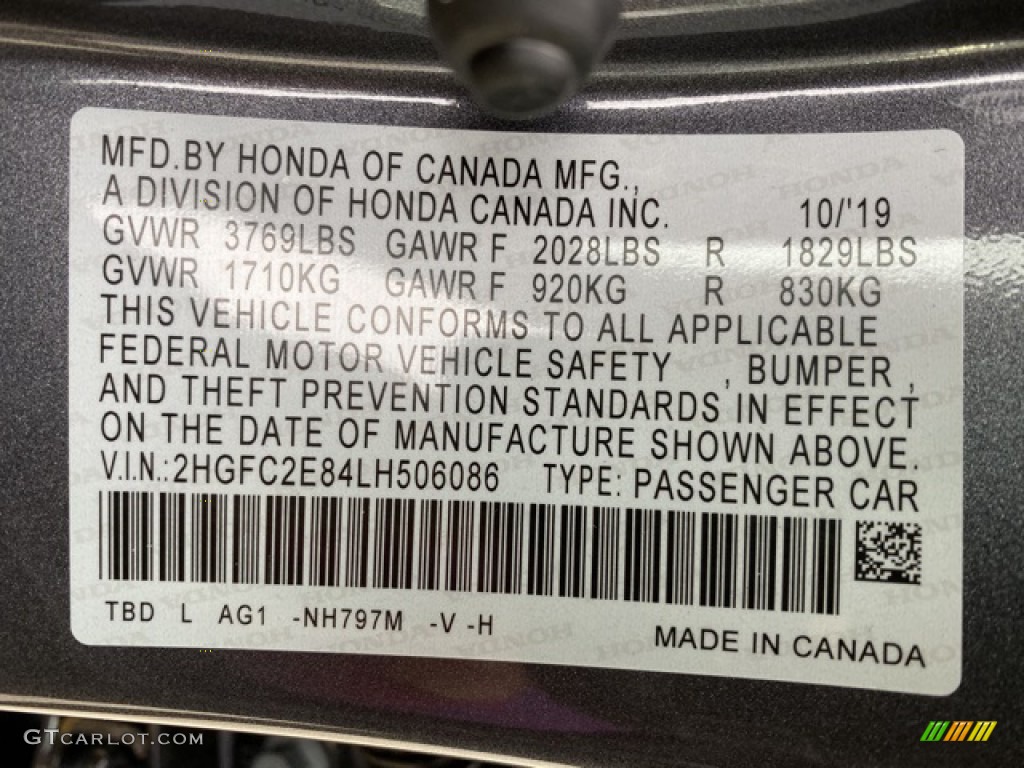 MFD.BY HONDA OF CANADA MFG.,
A DIVISION OF HONDA CANADA INC. 10/'19
GVWR 3769LBS GAWR F 2028LBS R 1829LBS
GVWR 1710KG GAWR F 920KG R 830KG
THIS VEHICLE CONFORMS TO ALL APPLICABLE
FEDERAL MOTOR VEHICLE SAFETY , BUMPER ,
AND THEFT PREVENTION STANDARDS IN EFFECT
ON THE DATE OF MANUFACTURE SHOWN ABOVE.
V.I.N.:2HGFC2E84LH506086 TYPE: PASSENGER CAR
TBD L AG1 -NH797M -V -H
MADE IN CANADA
GTCARLOT.COM